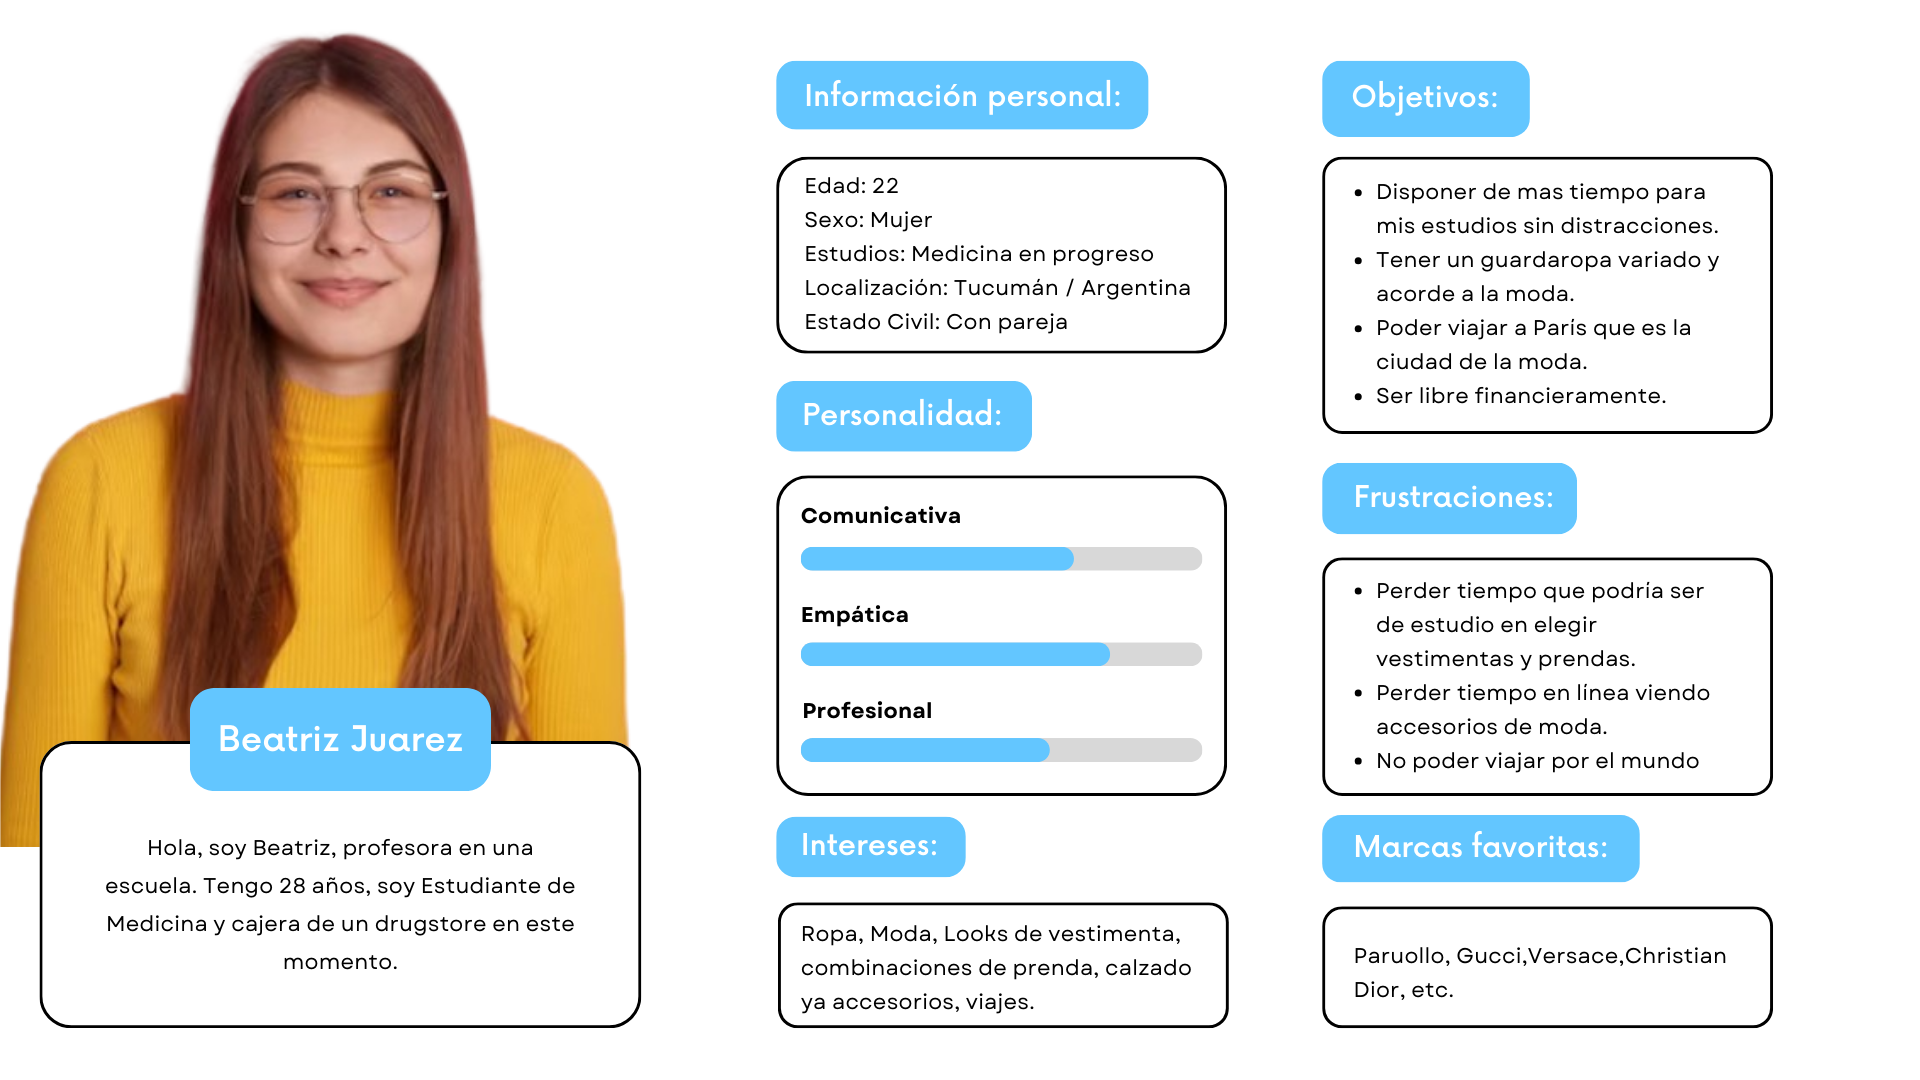 Beatriz Juarez
Hola, soy Beatriz, profesora en una
escuela. Tengo 28 años, soy Estudiante de
Medicina y cajera de un drugstore en este
momento.
Información personal:
Edad: 22
Sexo: Mujer
Estudios: Medicina en progreso
Localización: Tucumán / Argentina
Estado Civil: Con pareja
Personalidad:
Comunicativa
Empática
Profesional
Intereses:
Ropa, Moda, Looks de vestimenta,
combinaciones de prenda, calzado
ya accesorios, viajes.
Objetivos:
• Disponer de mas tiempo para
mis estudios sin distracciones.
• Tener un guardaropa variado y
acorde a la moda.
• Poder viajar a París que es la
ciudad de la moda.
• Ser libre financieramente.
Frustraciones:
• Perder tiempo que podría ser
de estudio en elegir
vestimentas y prendas.
• Perder tiempo en línea viendo
accesorios de moda.
• No poder viajar por el mundo
Marcas favoritas:
Paruollo, Gucci,Versace,Christian
Dior, etc.